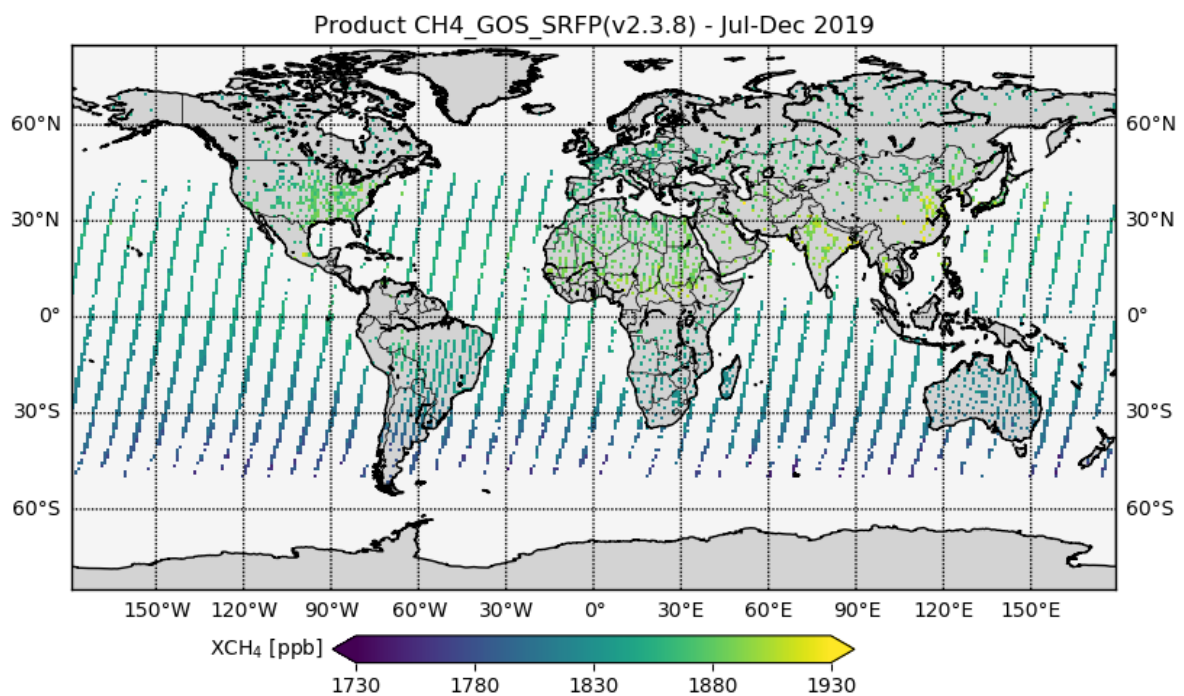 Product CH4_GOS_SRFP(v2.3.8) - Jul-Dec 2019
60°N 60°N
30°N 30°N
0° 0°
30°S 30°S
60°S 60°S
150°W 120°W 90°W 60°W 30°W 0° 30°E 60°E 90°E 120°E 150°E
XCH₄ [ppb]
1730 1780 1830 1880 1930